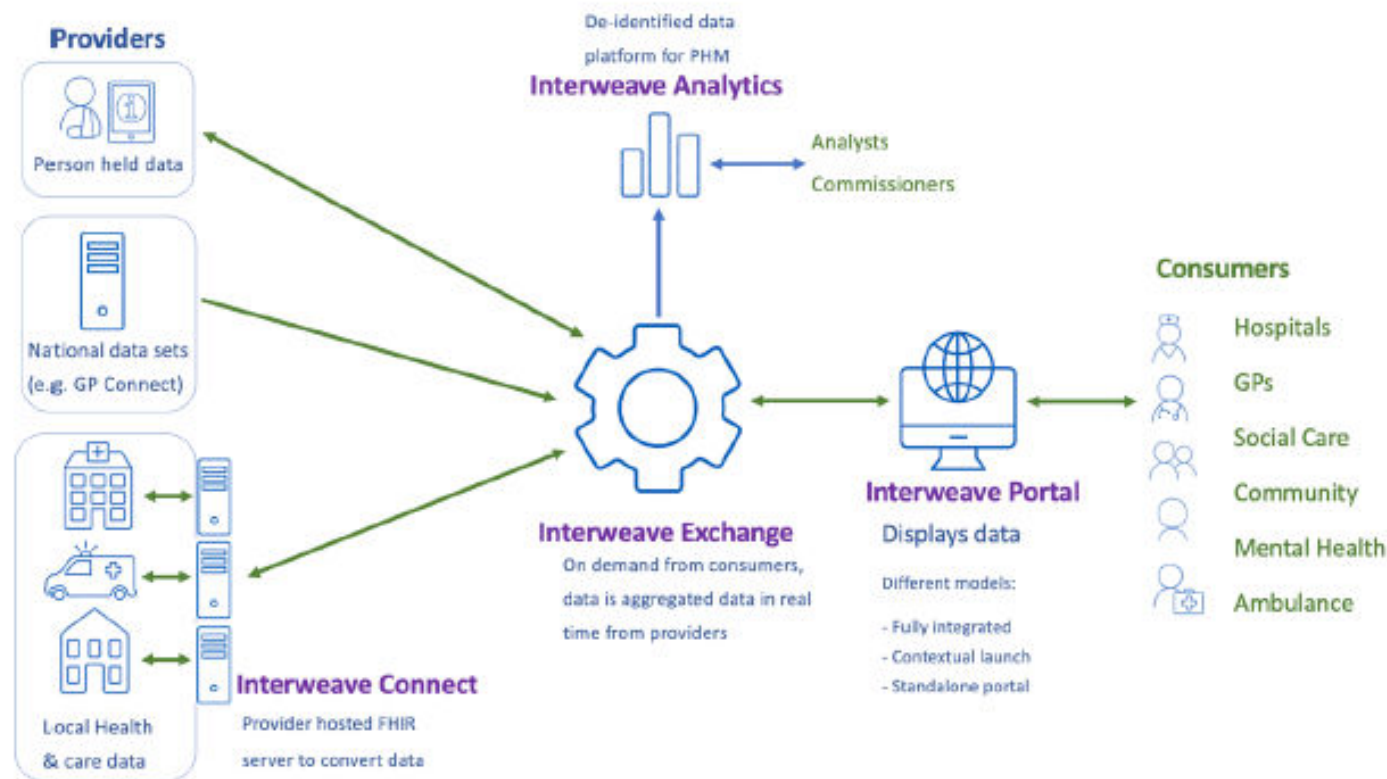 Providers
Person held data
National data sets
(e.g. GP Connect)
Local Health
& care data
Interweave Connect
Provider hosted FHIR
server to convert data
De-identified data
platform for PHM
Interweave Analytics
Analysts
Commissioners
Interweave Exchange
On demand from consumers,
data is aggregated data in real
time from providers
Interweave Portal
Displays data
Different models:
- Fully integrated
- Contextual launch
- Standalone portal
Consumers
Hospitals
GPs
Social Care
Community
Mental Health
Ambulance